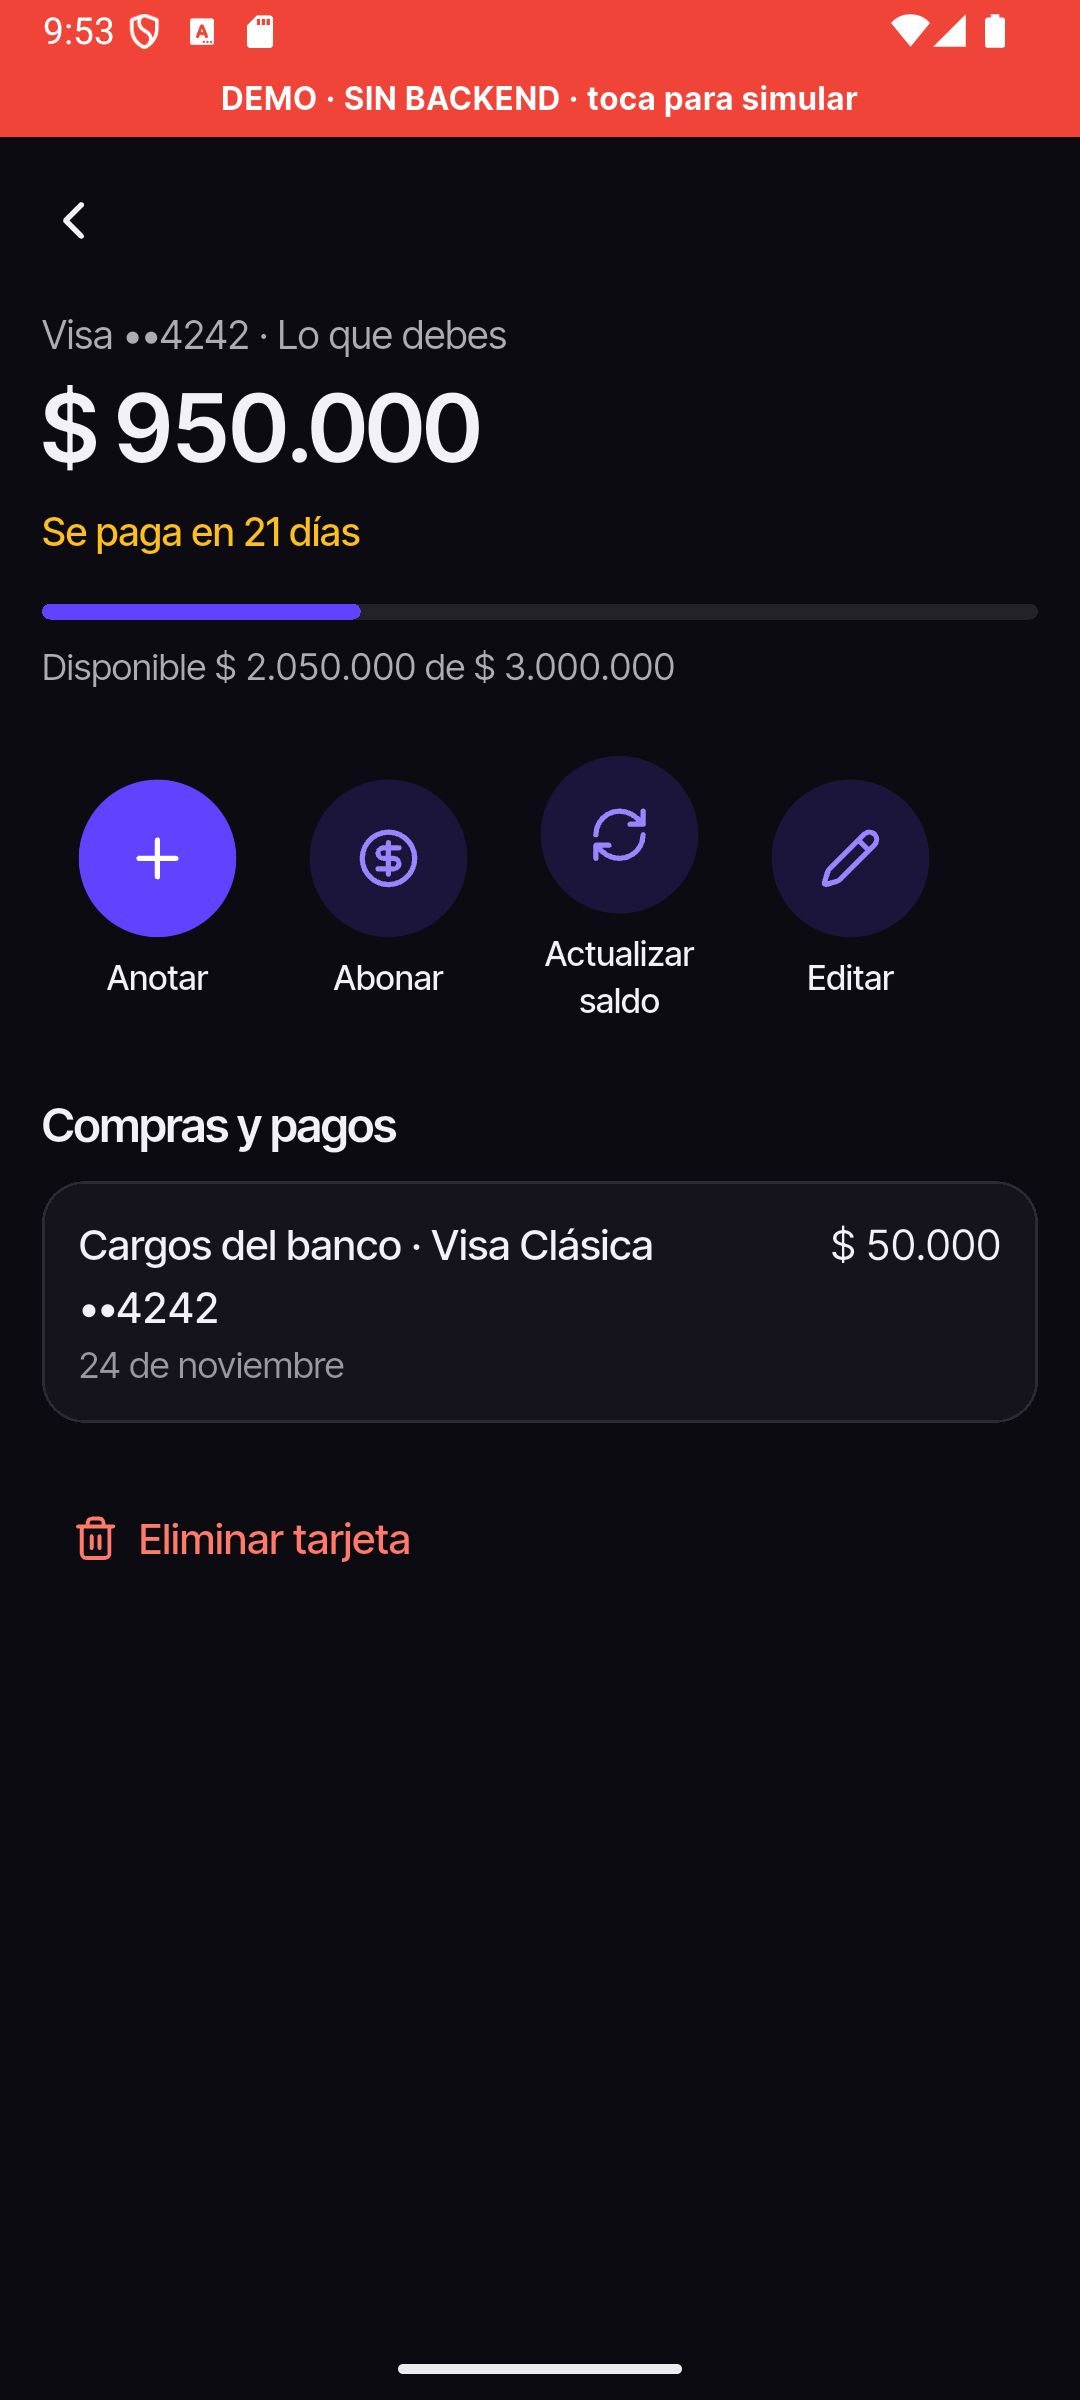 9:53
DEMO · SIN BACKEND · toca para simular
Visa ••4242 · Lo que debes
$ 950.000
Se paga en 21 días
Disponible $ 2.050.000 de $ 3.000.000
Anotar
Abonar
Actualizar
saldo
Editar
Compras y pagos
Cargos del banco · Visa Clásica
$ 50.000
••4242
24 de noviembre
Eliminar tarjeta